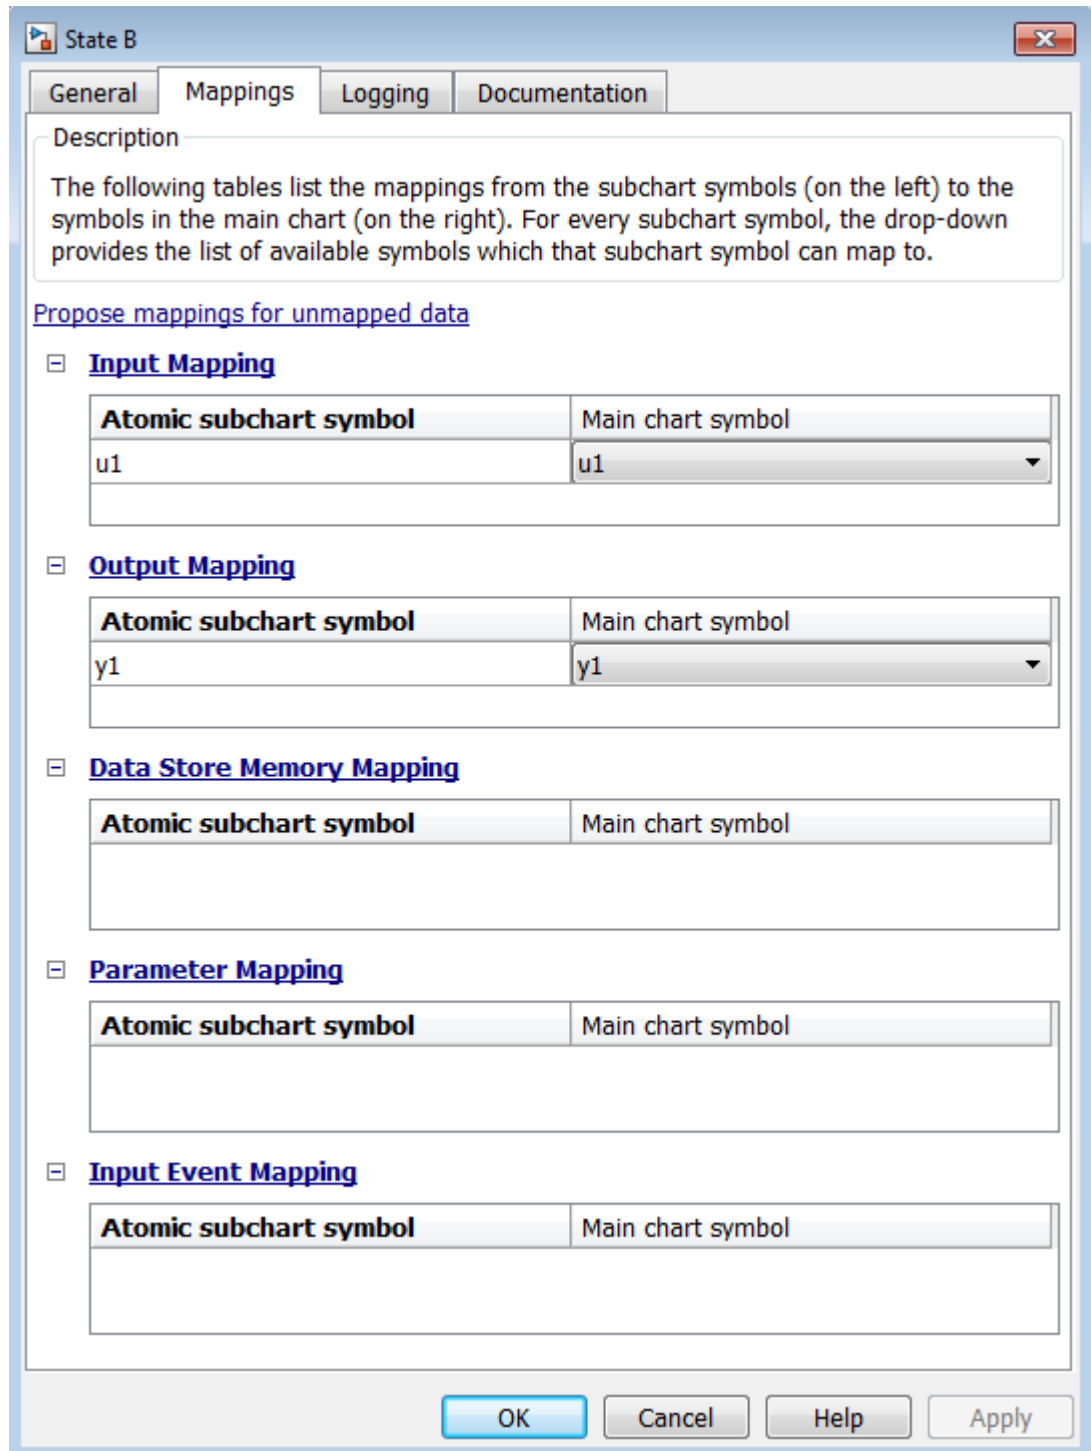 State B
General Mappings Logging Documentation
Description
The following tables list the mappings from the subchart symbols (on the left) to the
symbols in the main chart (on the right). For every subchart symbol, the drop-down
provides the list of available symbols which that subchart symbol can map to.
Propose mappings for unmapped data
Input Mapping
Atomic subchart symbol Main chart symbol
u1 u1
Output Mapping
Atomic subchart symbol Main chart symbol
y1 y1
Data Store Memory Mapping
Atomic subchart symbol Main chart symbol
Parameter Mapping
Atomic subchart symbol Main chart symbol
Input Event Mapping
Atomic subchart symbol Main chart symbol
OK Cancel Help Apply